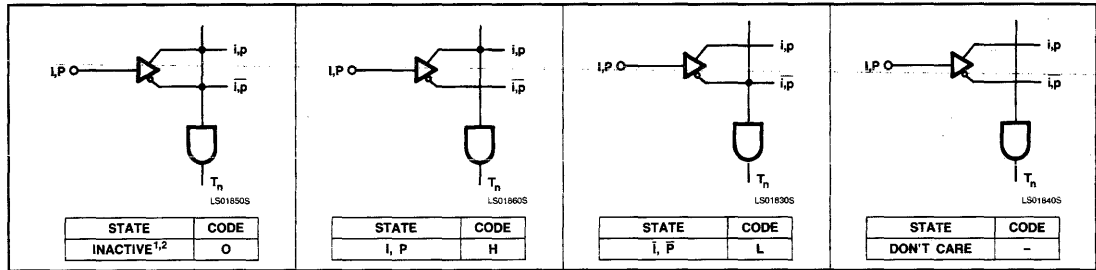 I,P
i,p
i̅,p̅
Tn
LS01850S
STATE CODE
INACTIVE1,2 O
I,P
i,p
i̅,p̅
Tn
LS01860S
STATE CODE
I, P H
I,P
i,p
i̅,p̅
Tn
LS01830S
STATE CODE
I̅, P̅ L
I,P
i,p
i̅,p̅
Tn
LS01840S
STATE CODE
DON'T CARE –